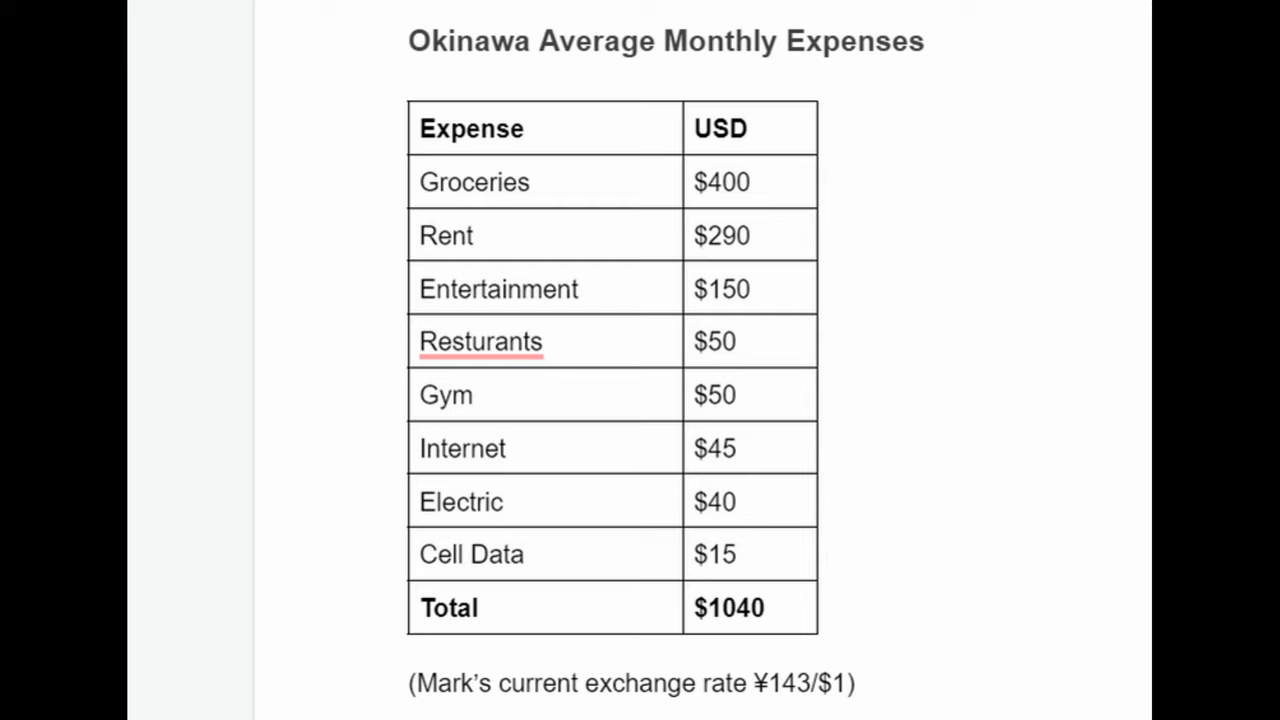 Okinawa Average Monthly Expenses
Expense USD
Groceries $400
Rent $290
Entertainment $150
Resturants $50
Gym $50
Internet $45
Electric $40
Cell Data $15
Total $1040
(Mark's current exchange rate ¥143/$1)